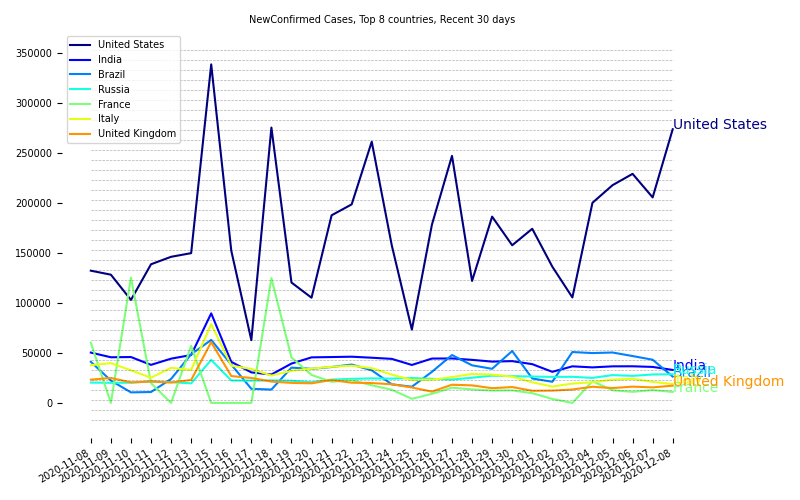 NewConfirmed Cases, Top 8 countries, Recent 30 days
United States
India
Brazil
Russia
France
Italy
United Kingdom
350000
300000
250000
200000
150000
100000
50000
0
United States
India
Brazil
United Kingdom
France
2020-11-08
2020-11-09
2020-11-10
2020-11-11
2020-11-12
2020-11-13
2020-11-15
2020-11-16
2020-11-17
2020-11-18
2020-11-19
2020-11-20
2020-11-21
2020-11-22
2020-11-23
2020-11-24
2020-11-25
2020-11-26
2020-11-27
2020-11-28
2020-11-29
2020-11-30
2020-12-01
2020-12-02
2020-12-03
2020-12-04
2020-12-05
2020-12-06
2020-12-07
2020-12-08